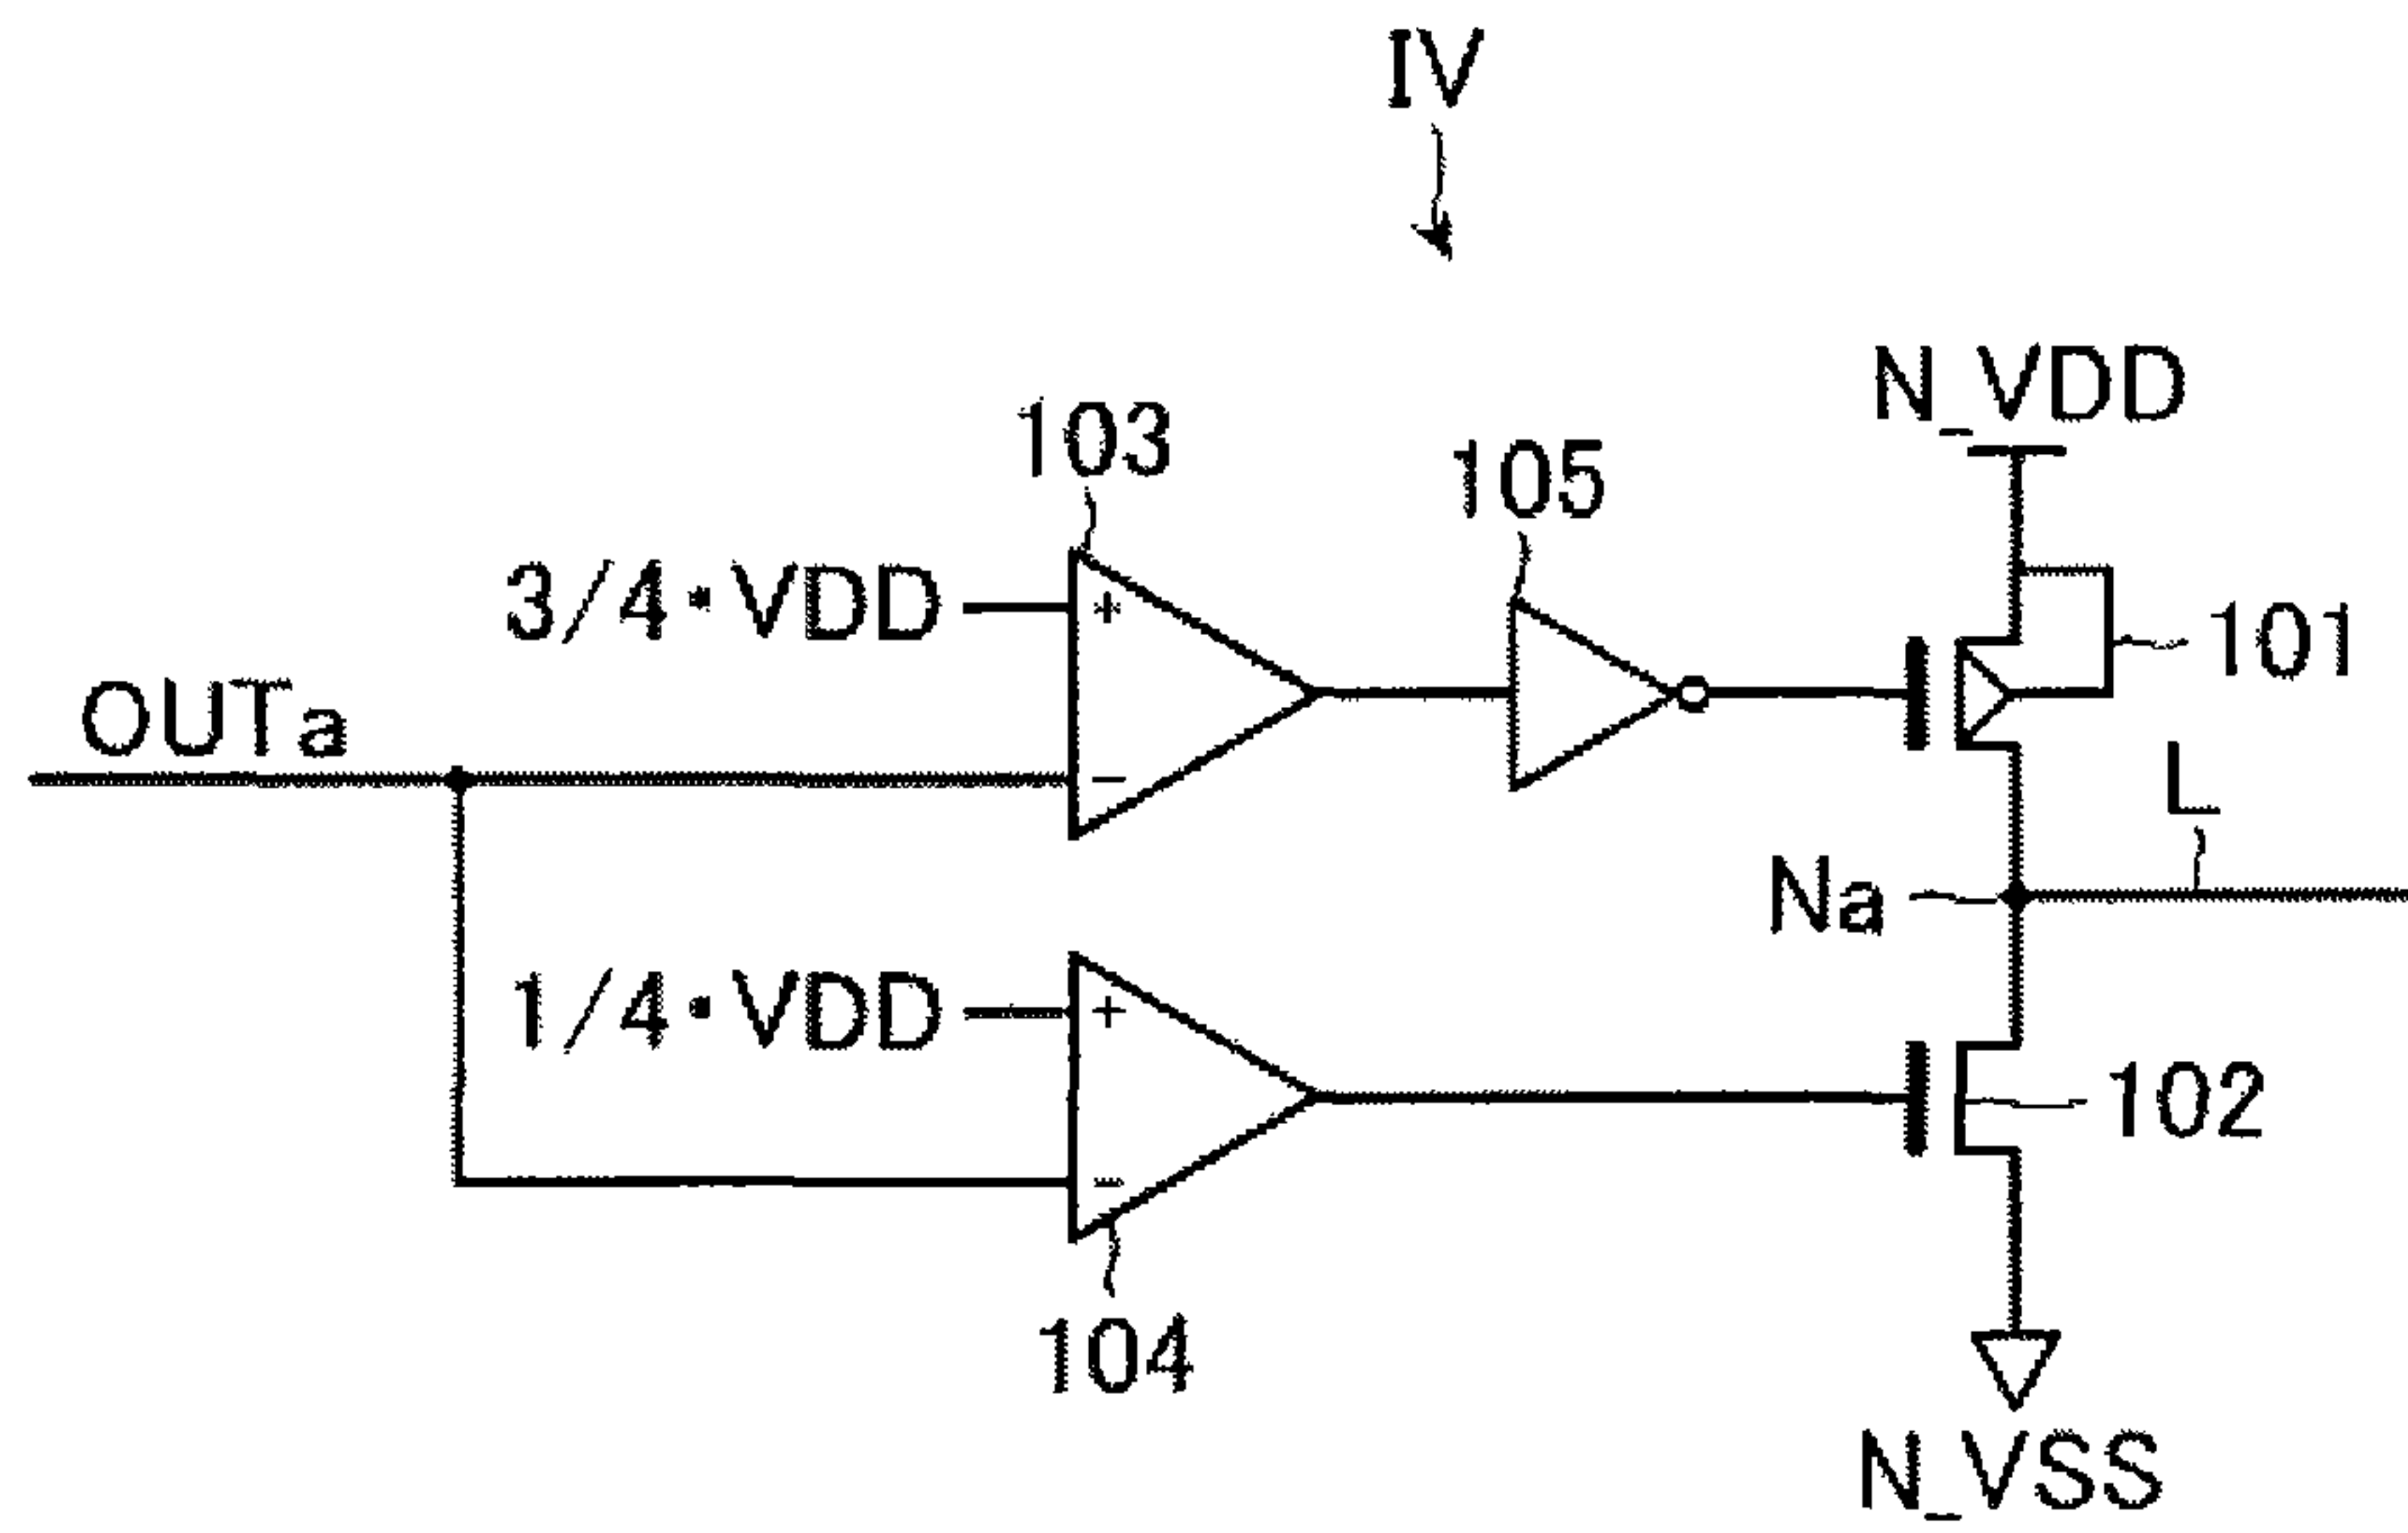 IV
N_VDD
103
105
3/4・VDD
+
101
OUTa
−
L
Na
1/4・VDD
+
102
−
104
N_VSS